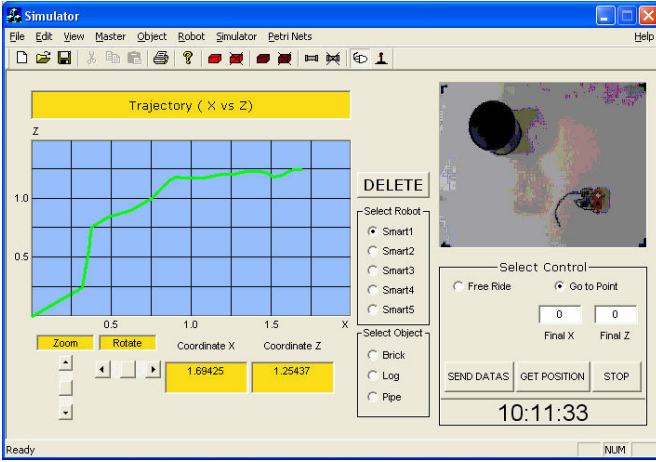 Simulator
File Edit View Master Object Robot Simulator Petri Nets Help
Trajectory ( X vs Z)
Z
1.0
0.5
0.5 1.0 1.5 X
Zoom Rotate Coordinate X Coordinate Z
1.69425 1.25437
DELETE
Select Robot
Smart1
Smart2
Smart3
Smart4
Smart5
Select Object
Brick
Log
Pipe
Select Control
Free Ride Go to Point
0 0
Final X Final Z
SEND DATAS GET POSITION STOP
10:11:33
Ready NUM